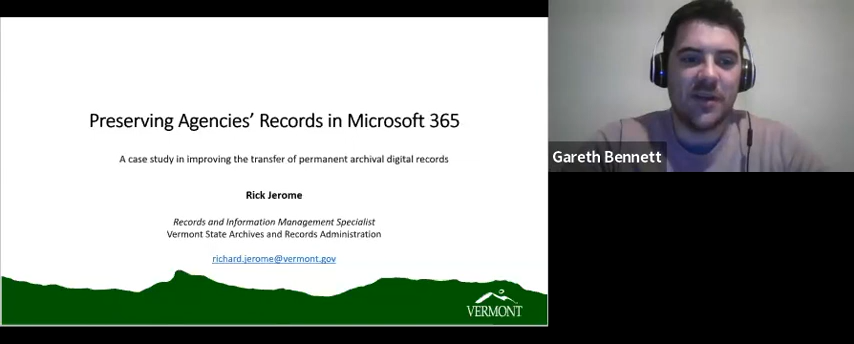 Preserving Agencies' Records in Microsoft 365
A case study in improving the transfer of permanent archival digital records
Rick Jerome
Records and Information Management Specialist
Vermont State Archives and Records Administration
richard.jerome@vermont.gov
VERMONT
Gareth Bennett